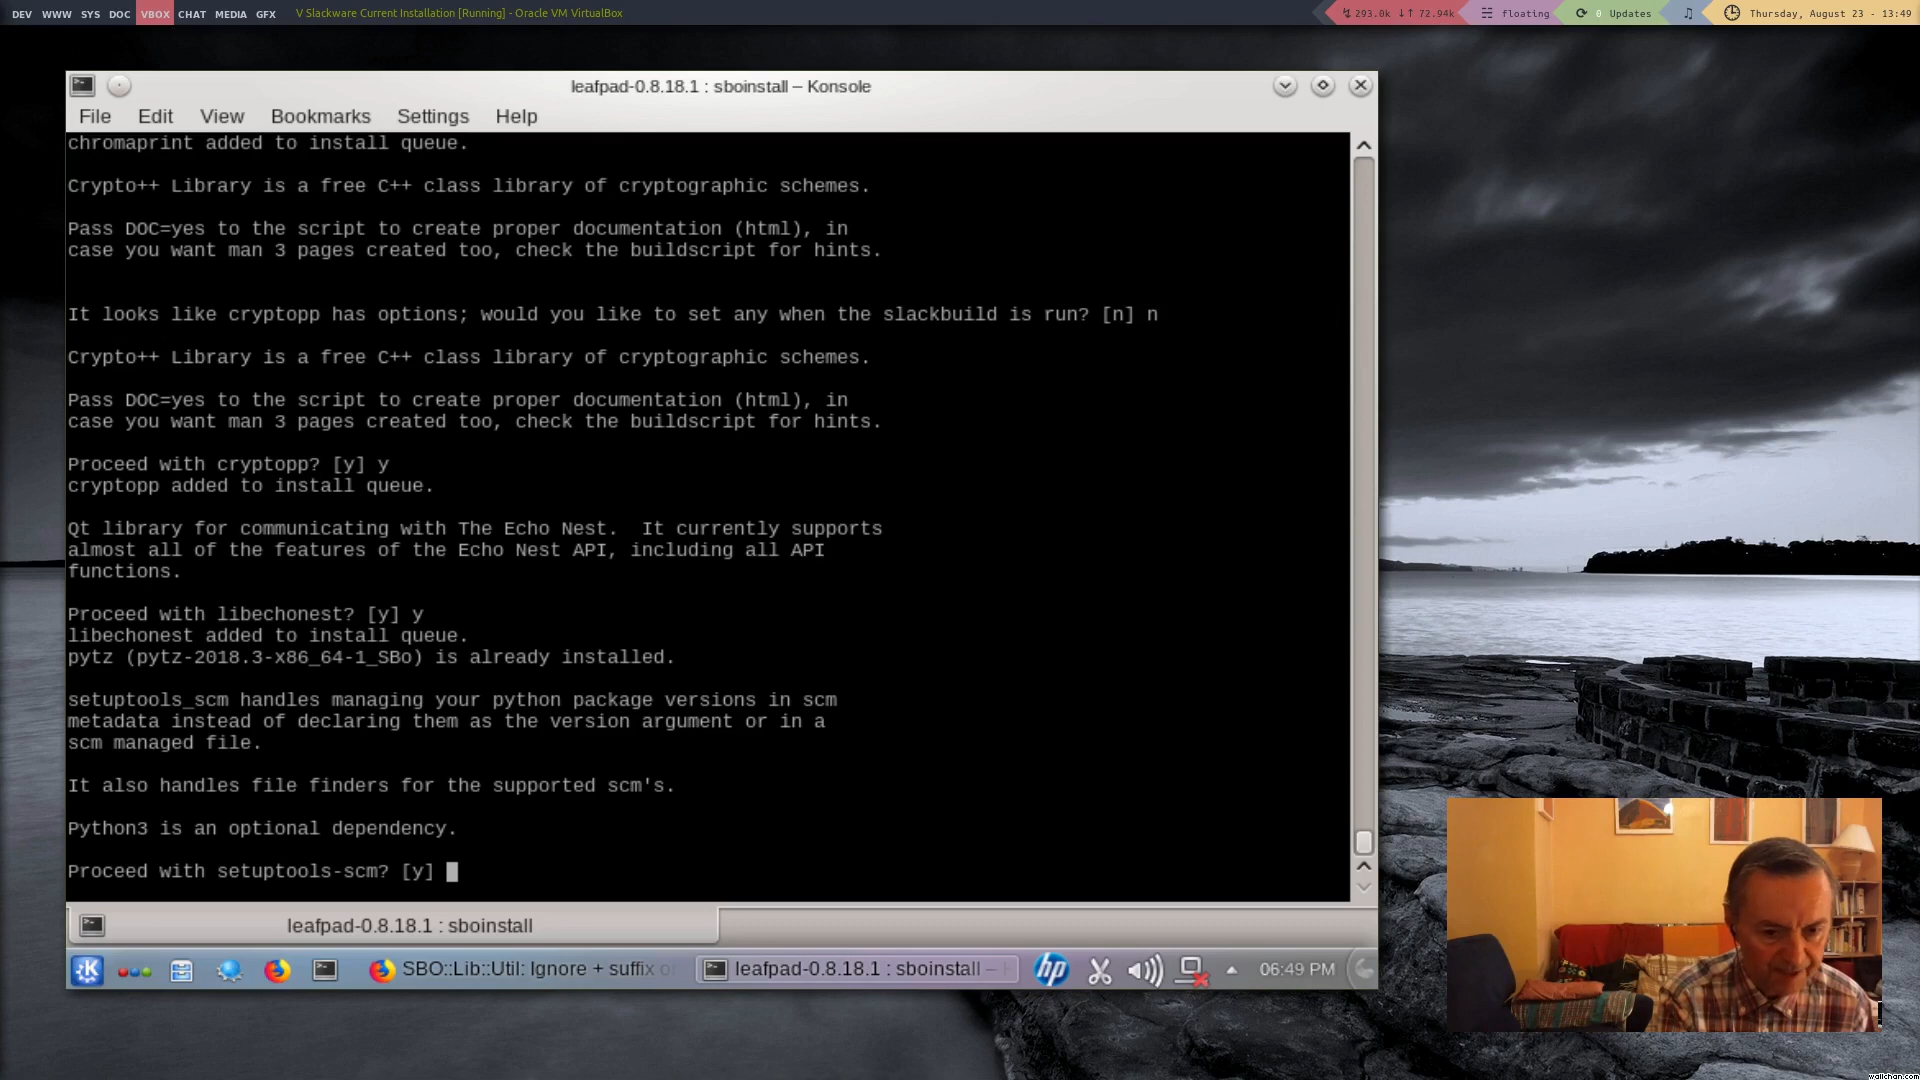 DEV WWW SYS DOC VBOX CHAT MEDIA GFX V Slackware Current Installation [Running] - Oracle VM VirtualBox 293.0k ↓↑ 72.94k floating 0 Updates Thursday, August 23 - 13:49
leafpad-0.8.18.1 : sboinstall – Konsole
File Edit View Bookmarks Settings Help
chromaprint added to install queue.
Crypto++ Library is a free C++ class library of cryptographic schemes.
Pass DOC=yes to the script to create proper documentation (html), in
case you want man 3 pages created too, check the buildscript for hints.
It looks like cryptopp has options; would you like to set any when the slackbuild is run? [n] n
Crypto++ Library is a free C++ class library of cryptographic schemes.
Pass DOC=yes to the script to create proper documentation (html), in
case you want man 3 pages created too, check the buildscript for hints.
Proceed with cryptopp? [y] y
cryptopp added to install queue.
Qt library for communicating with The Echo Nest.  It currently supports
almost all of the features of the Echo Nest API, including all API
functions.
Proceed with libechonest? [y] y
libechonest added to install queue.
pytz (pytz-2018.3-x86_64-1_SBo) is already installed.
setuptools_scm handles managing your python package versions in scm
metadata instead of declaring them as the version argument or in a
scm managed file.
It also handles file finders for the supported scm's.
Python3 is an optional dependency.
Proceed with setuptools-scm? [y]
leafpad-0.8.18.1 : sboinstall
SBO::Lib::Util: Ignore + suffix o leafpad-0.8.18.1 : sboinstall – hp 06:49 PM
wallchan.com